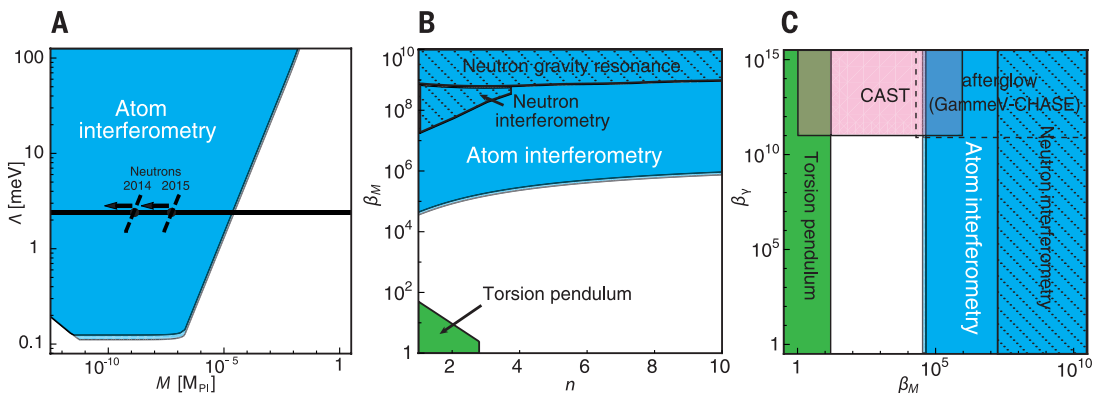 A
100
10
1
0.1
Λ [meV]
Atom
interferometry
Neutrons
2014 2015
10^-10
10^-5
1
M [M_Pl]
B
10^10
10^8
10^6
10^4
10^2
1
β_M
Neutron gravity resonance
Neutron
interferometry
Atom interferometry
Torsion pendulum
2
4
6
8
10
n
C
10^15
10^10
10^5
1
β_γ
CAST
afterglow
(GammeV-CHASE)
Torsion pendulum
Atom interferometry
Neutron interferometry
1
10^5
10^10
β_M